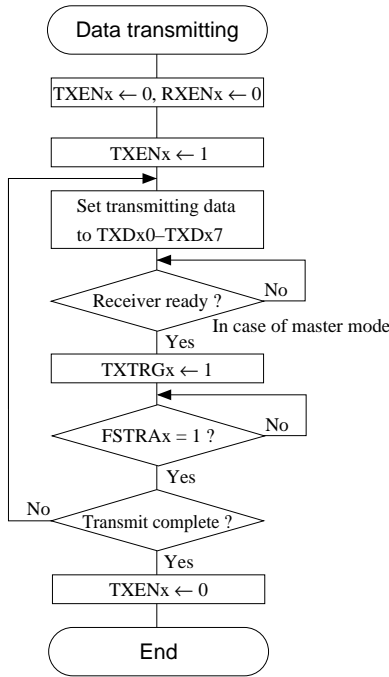 Data transmitting
TXENx ← 0, RXENx ← 0
TXENx ← 1
Set transmitting data
to TXDx0–TXDx7
Receiver ready ?
No
In case of master mode
Yes
TXTRGx ← 1
No
FSTRAx = 1 ?
Yes
No
Transmit complete ?
Yes
TXENx ← 0
End